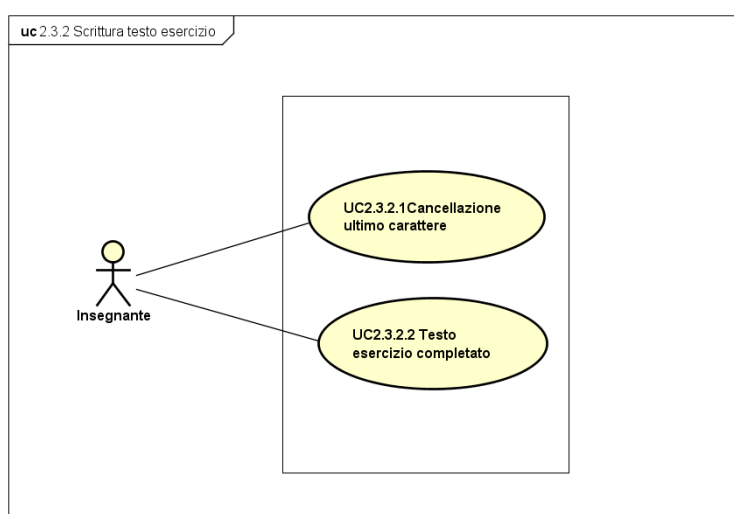 uc 2.3.2 Scrittura testo esercizio
UC2.3.2.1Cancellazione
ultimo carattere
Insegnante
UC2.3.2.2 Testo
esercizio completato